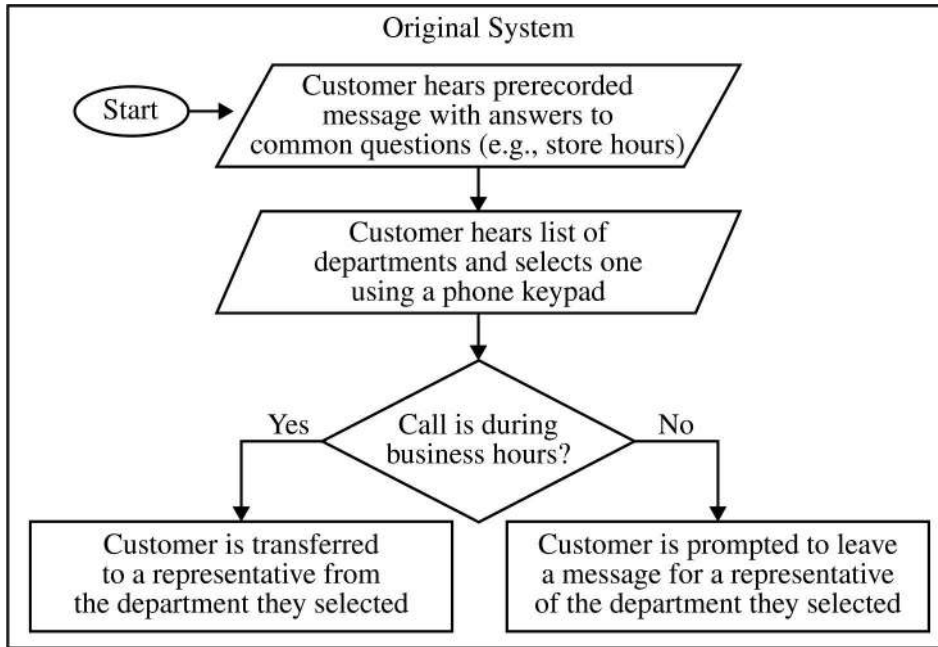 Original System
Start
Customer hears prerecorded
message with answers to
common questions (e.g., store hours)
Customer hears list of
departments and selects one
using a phone keypad
Call is during
business hours?
Yes
No
Customer is transferred
to a representative from
the department they selected
Customer is prompted to leave
a message for a representative
of the department they selected